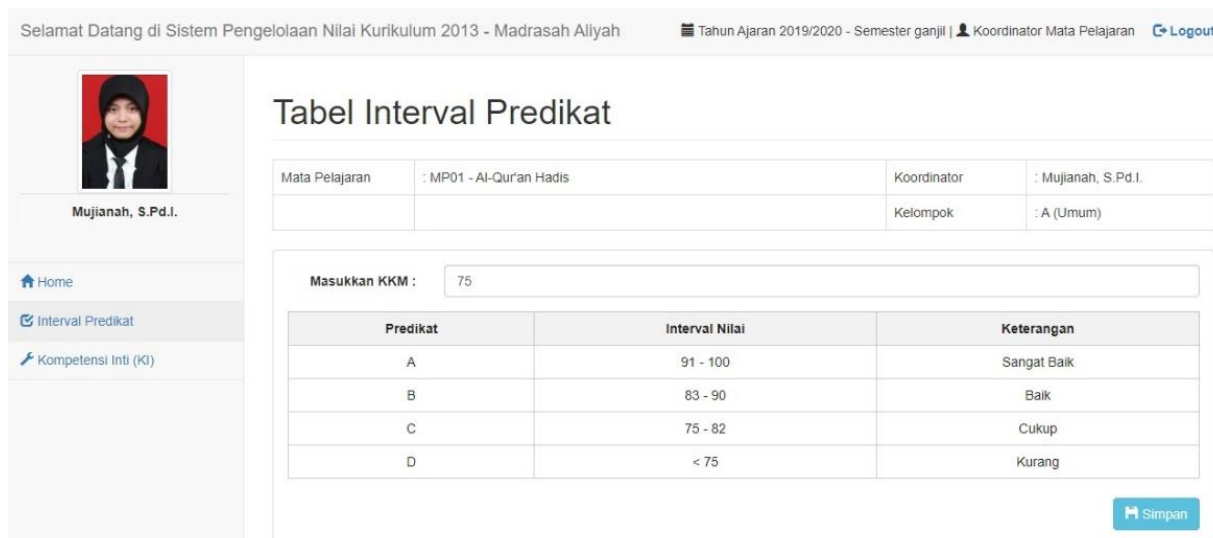 Selamat Datang di Sistem Pengelolaan Nilai Kurikulum 2013 - Madrasah Aliyah
Tahun Ajaran 2019/2020 - Semester ganjil | Koordinator Mata Pelajaran Logout
Mujianah, S.Pd.I.
Home
Interval Predikat
Kompetensi Inti (KI)
Tabel Interval Predikat
Mata Pelajaran : MP01 - Al-Qur'an Hadis Koordinator : Mujianah, S.Pd.I.
Kelompok : A (Umum)
Masukkan KKM : 75
Predikat Interval Nilai Keterangan
A 91 - 100 Sangat Baik
B 83 - 90 Baik
C 75 - 82 Cukup
D < 75 Kurang
Simpan